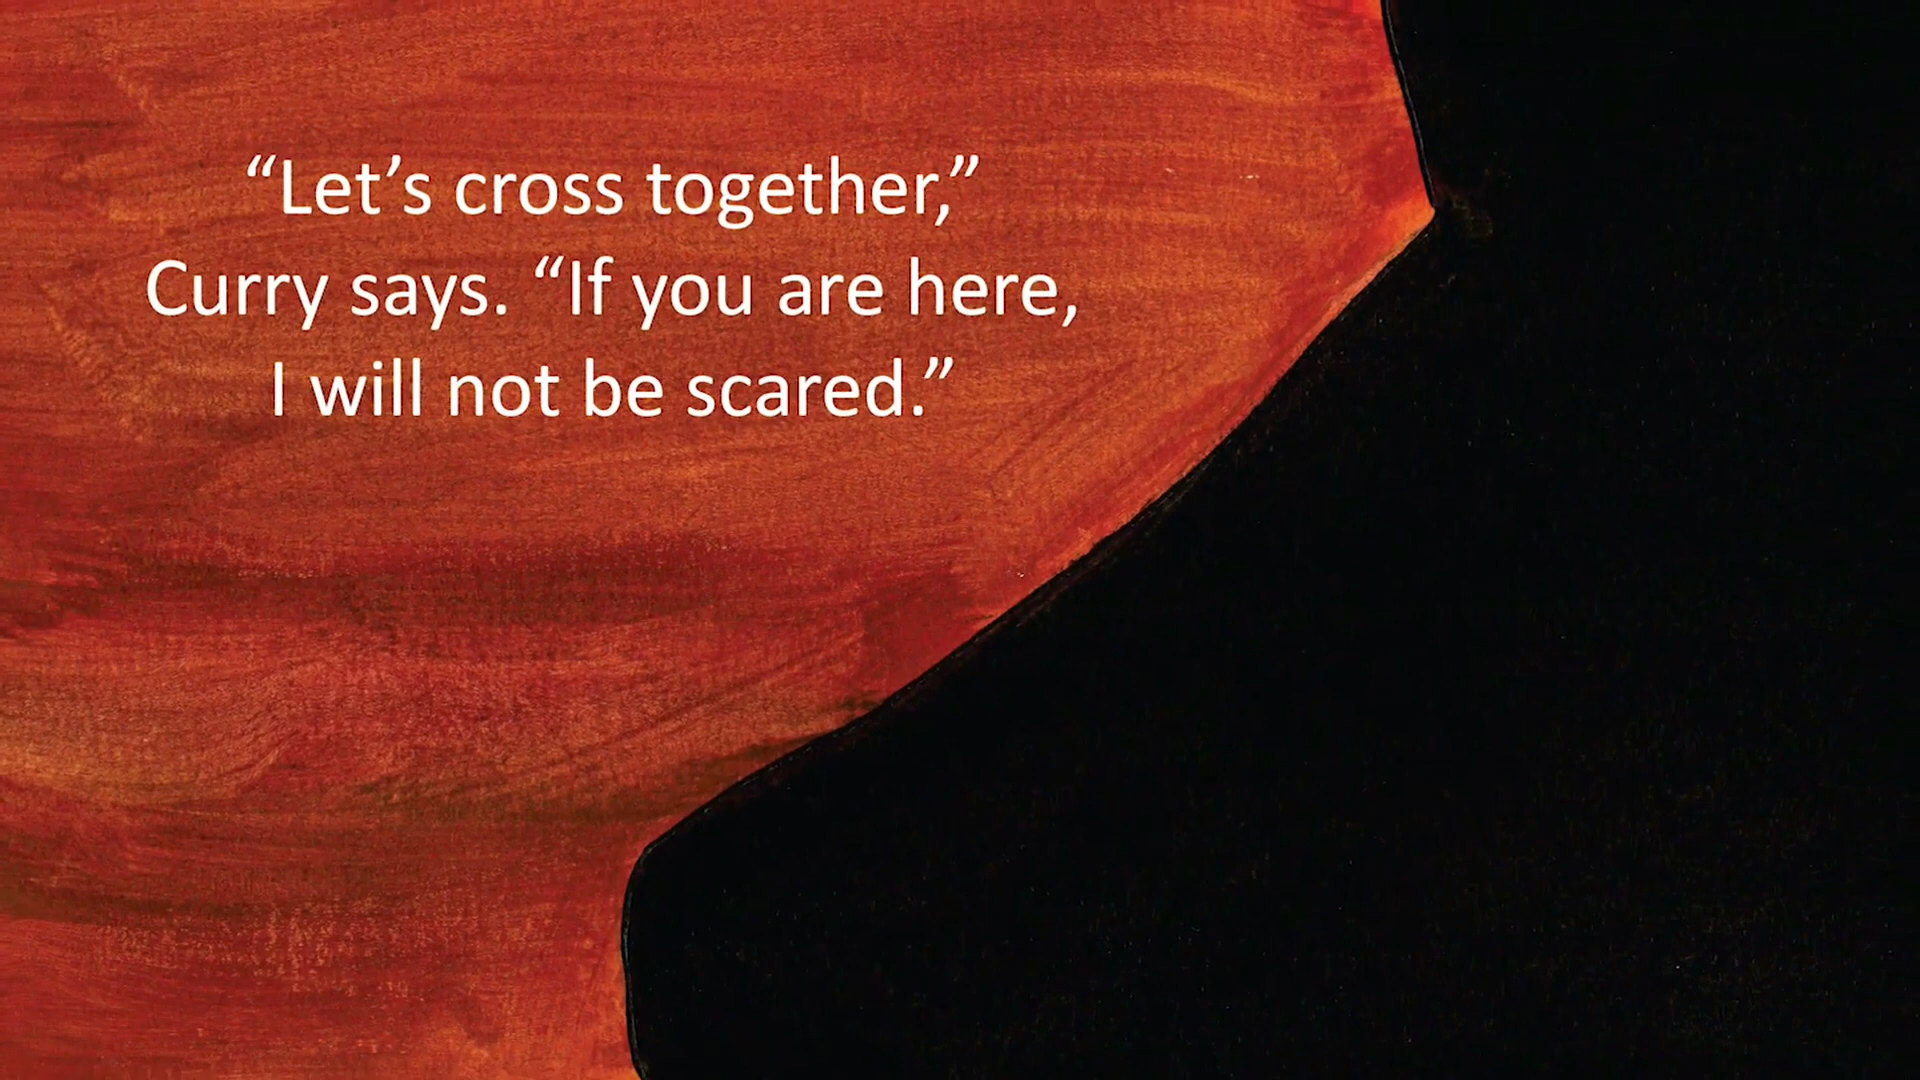 “Let’s cross together,”
Curry says. “If you are here,
I will not be scared.”